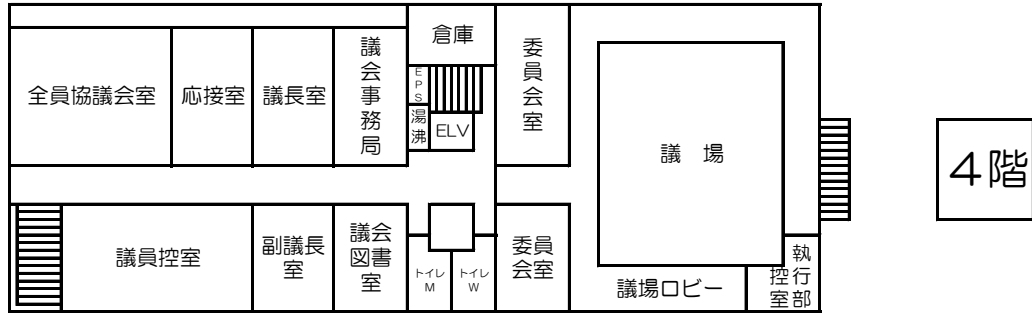 倉庫
全員協議会室
応接室
議長室
議会事務局
EPS
湯沸
ELV
委員会室
議　場
4階
議員控室
副議長
室
議会
図書
室
トイレ
M
トイレ
W
委員
会室
議場ロビー
執行部
控室